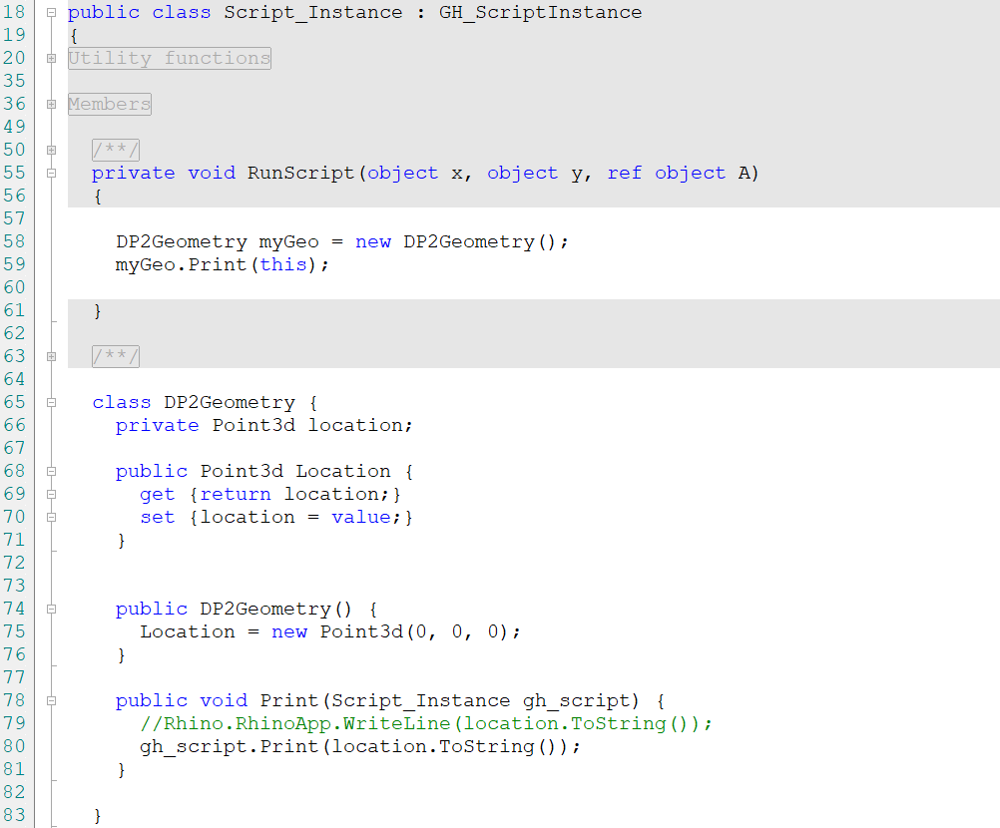 18 public class Script_Instance : GH_ScriptInstance
19 {
20 Utility functions
35
36 Members
49
50 /**/
55 private void RunScript(object x, object y, ref object A)
56 {
57
58 DP2Geometry myGeo = new DP2Geometry();
59 myGeo.Print(this);
60
61 }
62
63 /**/
64
65 class DP2Geometry {
66 private Point3d location;
67
68 public Point3d Location {
69 get {return location;}
70 set {location = value;}
71 }
72
73
74 public DP2Geometry() {
75 Location = new Point3d(0, 0, 0);
76 }
77
78 public void Print(Script_Instance gh_script) {
79 //Rhino.RhinoApp.WriteLine(location.ToString());
80 gh_script.Print(location.ToString());
81 }
82
83 }